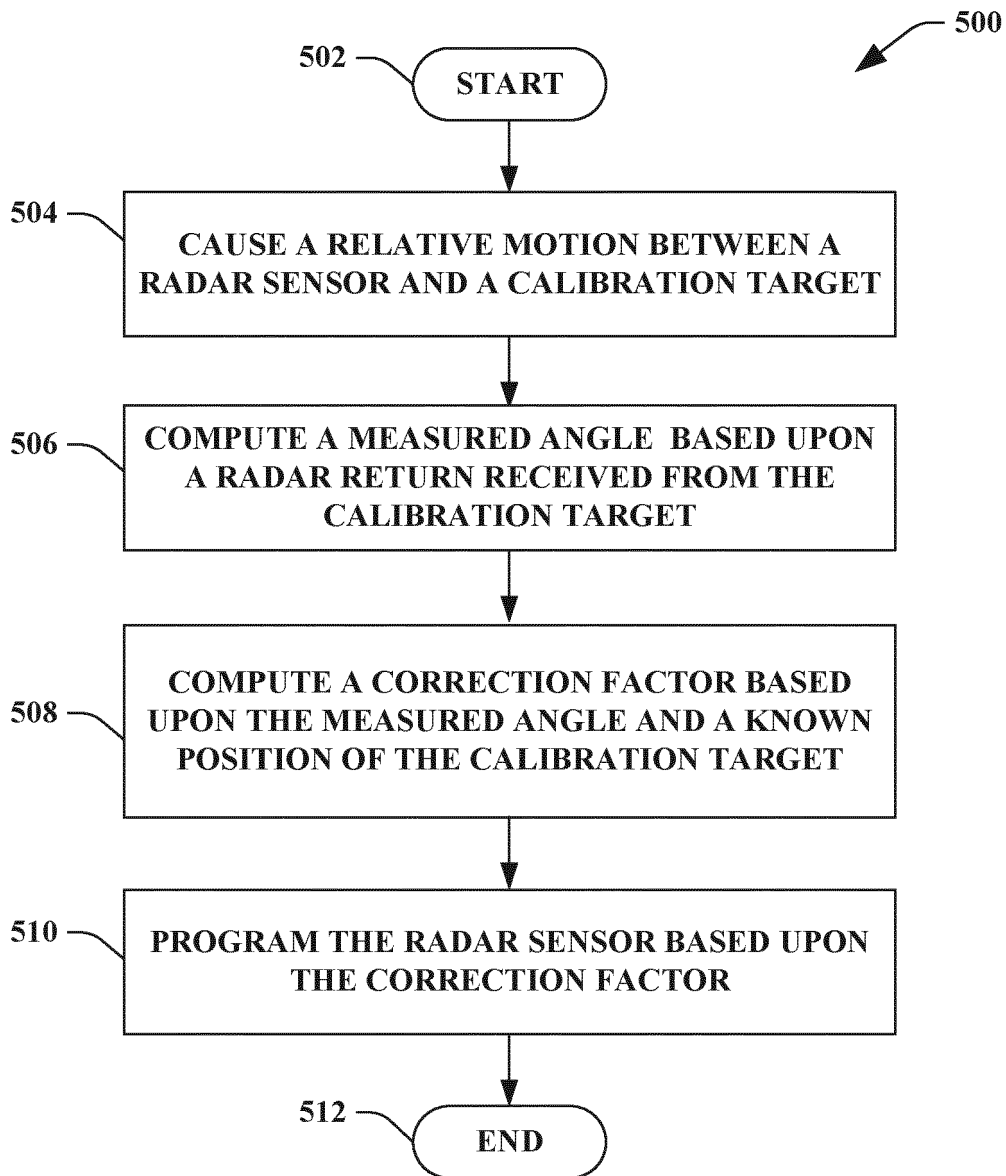 500
502
START
504
CAUSE A RELATIVE MOTION BETWEEN A
RADAR SENSOR AND A CALIBRATION TARGET
506
COMPUTE A MEASURED ANGLE BASED UPON
A RADAR RETURN RECEIVED FROM THE
CALIBRATION TARGET
508
COMPUTE A CORRECTION FACTOR BASED
UPON THE MEASURED ANGLE AND A KNOWN
POSITION OF THE CALIBRATION TARGET
510
PROGRAM THE RADAR SENSOR BASED UPON
THE CORRECTION FACTOR
512
END